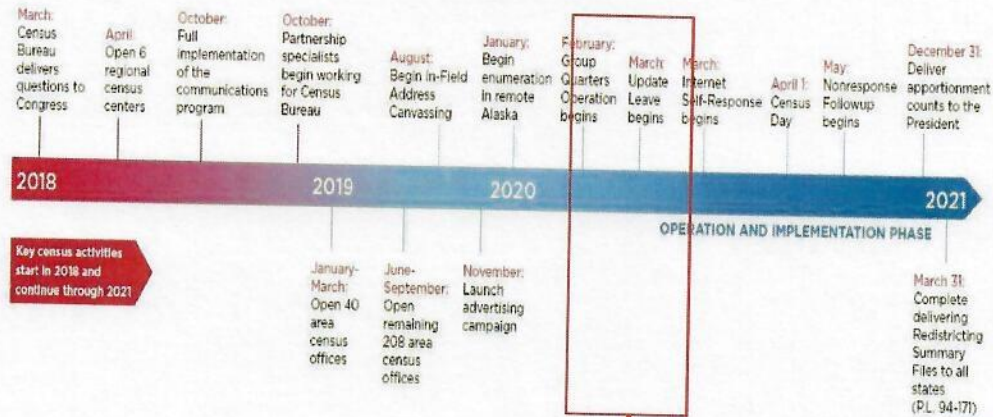 March:
Census
Bureau
delivers
questions to
Congress
April:
Open 6
regional
census
centers
October:
Full
implementation
of the
communications
program
October:
Partnership
specialists
begin working
for Census
Bureau
August:
Begin In-Field
Address
Canvassing
January:
Begin
enumeration
in remote
Alaska
February:
Group
Quarters
Operation
begins
March:
Update
Leave
begins
March:
Internet
Self-Response
begins
April 1:
Census
Day
May:
Nonresponse
Followup
begins
December 31:
Deliver
apportionment
counts to the
President
2018
2019
2020
2021
OPERATION AND IMPLEMENTATION PHASE
Key census activities
start in 2018 and
continue through 2021
January-
March:
Open 40
area
census
offices
June-
September:
Open
remaining
208 area
census
offices
November:
Launch
advertising
campaign
March 31:
Complete
delivering
Redistricting
Summary
Files to all
states
(P.L. 94-171)